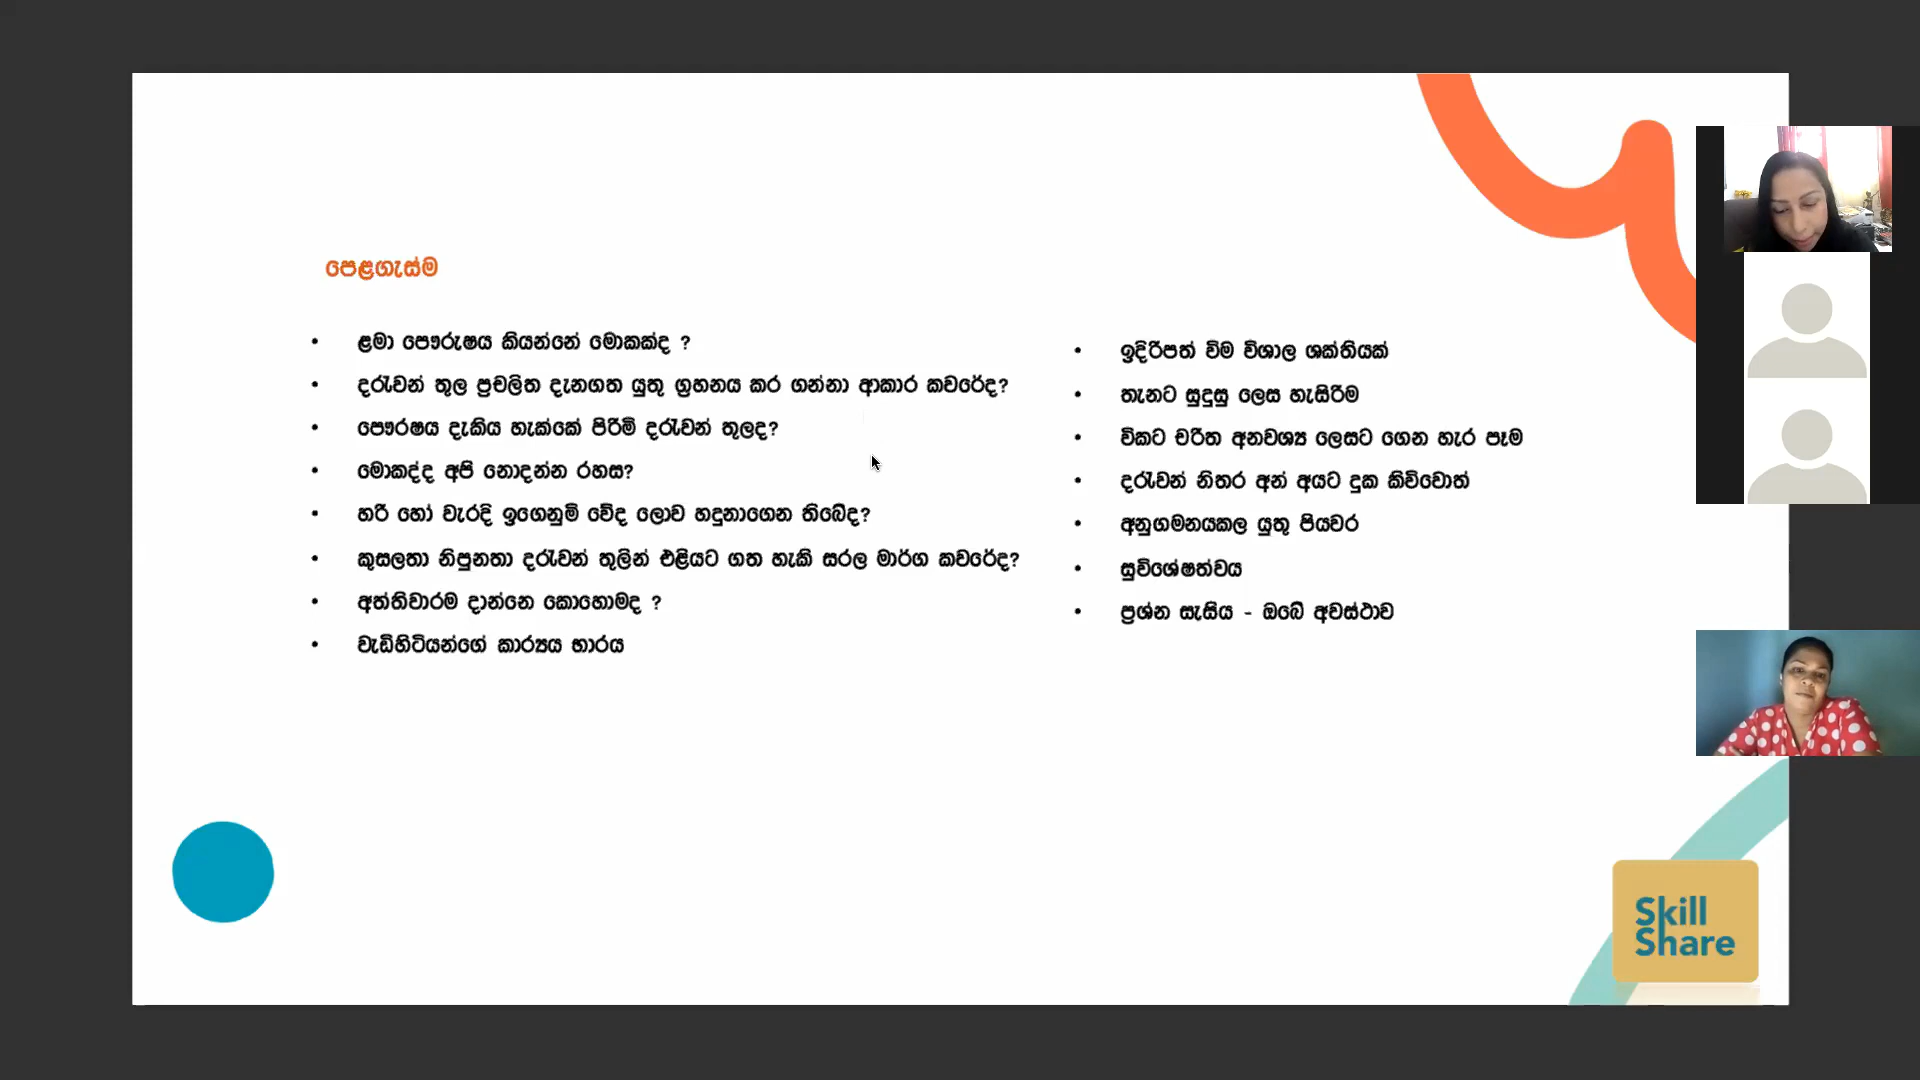 පෙළගැස්ම
• ළමා පෞරුෂය කියන්නේ මොකක්ද ?
• දරුවන් තුල ප්‍රචලිත දැනගත යුතු ග්‍රහනය කර ගන්නා ආකාර කවරේද?
• පෞරෂය දැකිය හැක්කේ පිරිමි දරුවන් තුලද?
• මොකද්ද අපි නොදන්න රහස?
• හරි හෝ වැරදි ඉගෙනුම් වේද ලොව හදුනාගෙන තිබේද?
• කුසලතා නිපුනතා දරුවන් තුලින් එළියට ගත හැකි සරල මාර්ග කවරේද?
• අත්තිවාරම දාන්නෙ කොහොමද ?
• වැඩිහිටියන්ගේ කාර්‍යය භාරය
• ඉදිරිපත් විම විශාල ශක්තියක්
• තැනට සුදුසු ලෙස හැසිරිම
• විකට චරිත අනවශ්‍ය ලෙසට ගෙන හැර පෑම
• දරුවන් නිතර අන් අයට දුක කිව්වොත්
• අනුගමනයකල යුතු පියවර
• සුවිශේෂත්වය
• ප්‍රශ්න සැසිය - ඔබේ අවස්ථාව
Skill
Share